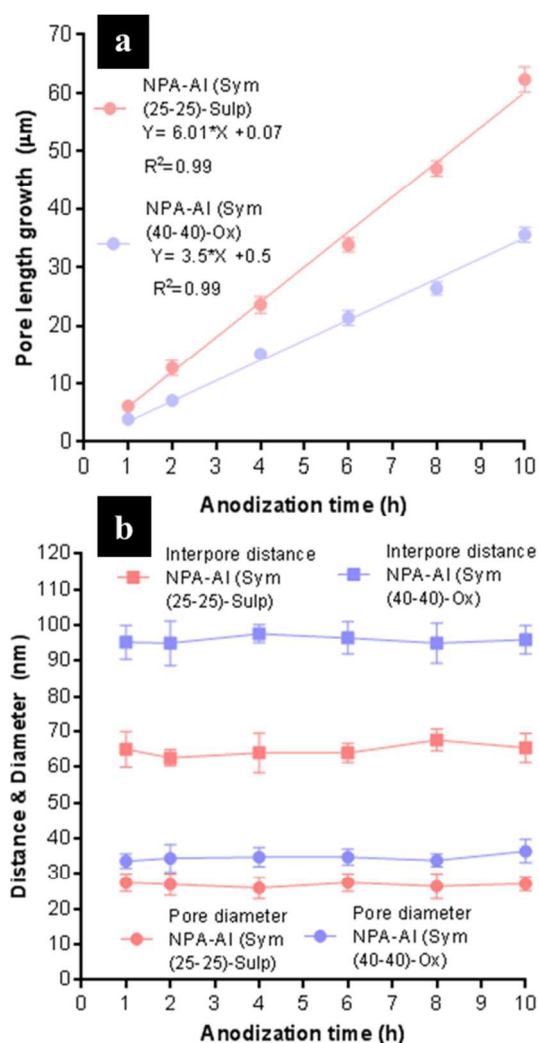 a
70
60
50
40
30
20
10
0
Pore length growth (μm)
NPA-Al (Sym
(25-25)-Sulp)
Y= 6.01*X +0.07
R²=0.99
NPA-Al (Sym
(40-40)-Ox)
Y= 3.5*X +0.5
R²=0.99
0 1 2 3 4 5 6 7 8 9 10
Anodization time (h)
b
120
110
100
90
80
70
60
50
40
30
20
10
0
Distance & Diameter (nm)
Interpore distance
NPA-Al (Sym
(25-25)-Sulp)
Interpore distance
NPA-Al (Sym
(40-40)-Ox)
Pore diameter
NPA-Al (Sym
(25-25)-Sulp)
Pore diameter
NPA-Al (Sym
(40-40)-Ox)
0 1 2 3 4 5 6 7 8 9 10
Anodization time (h)